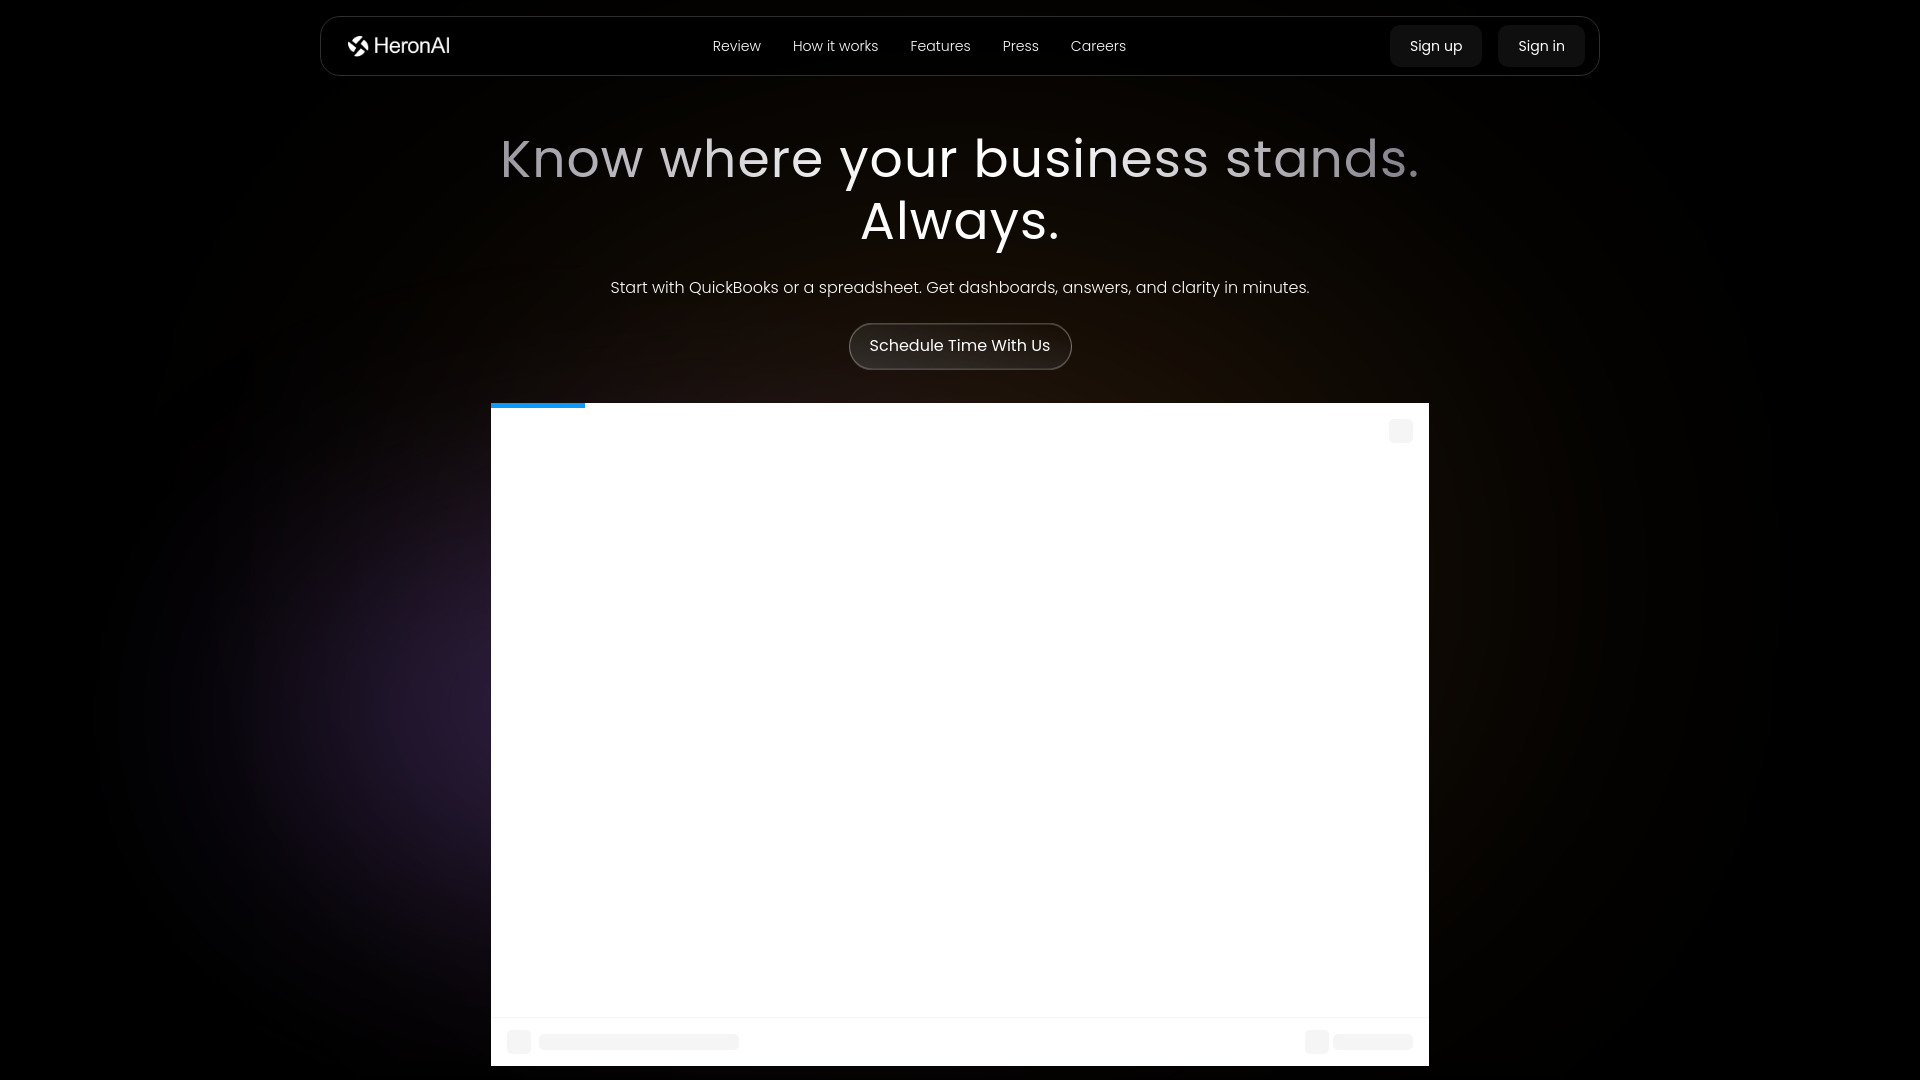 HeronAI
Review
How it works
Features
Press
Careers
Sign up
Sign in
Know where your business stands.
Always.
Start with QuickBooks or a spreadsheet. Get dashboards, answers, and clarity in minutes.
Schedule Time With Us